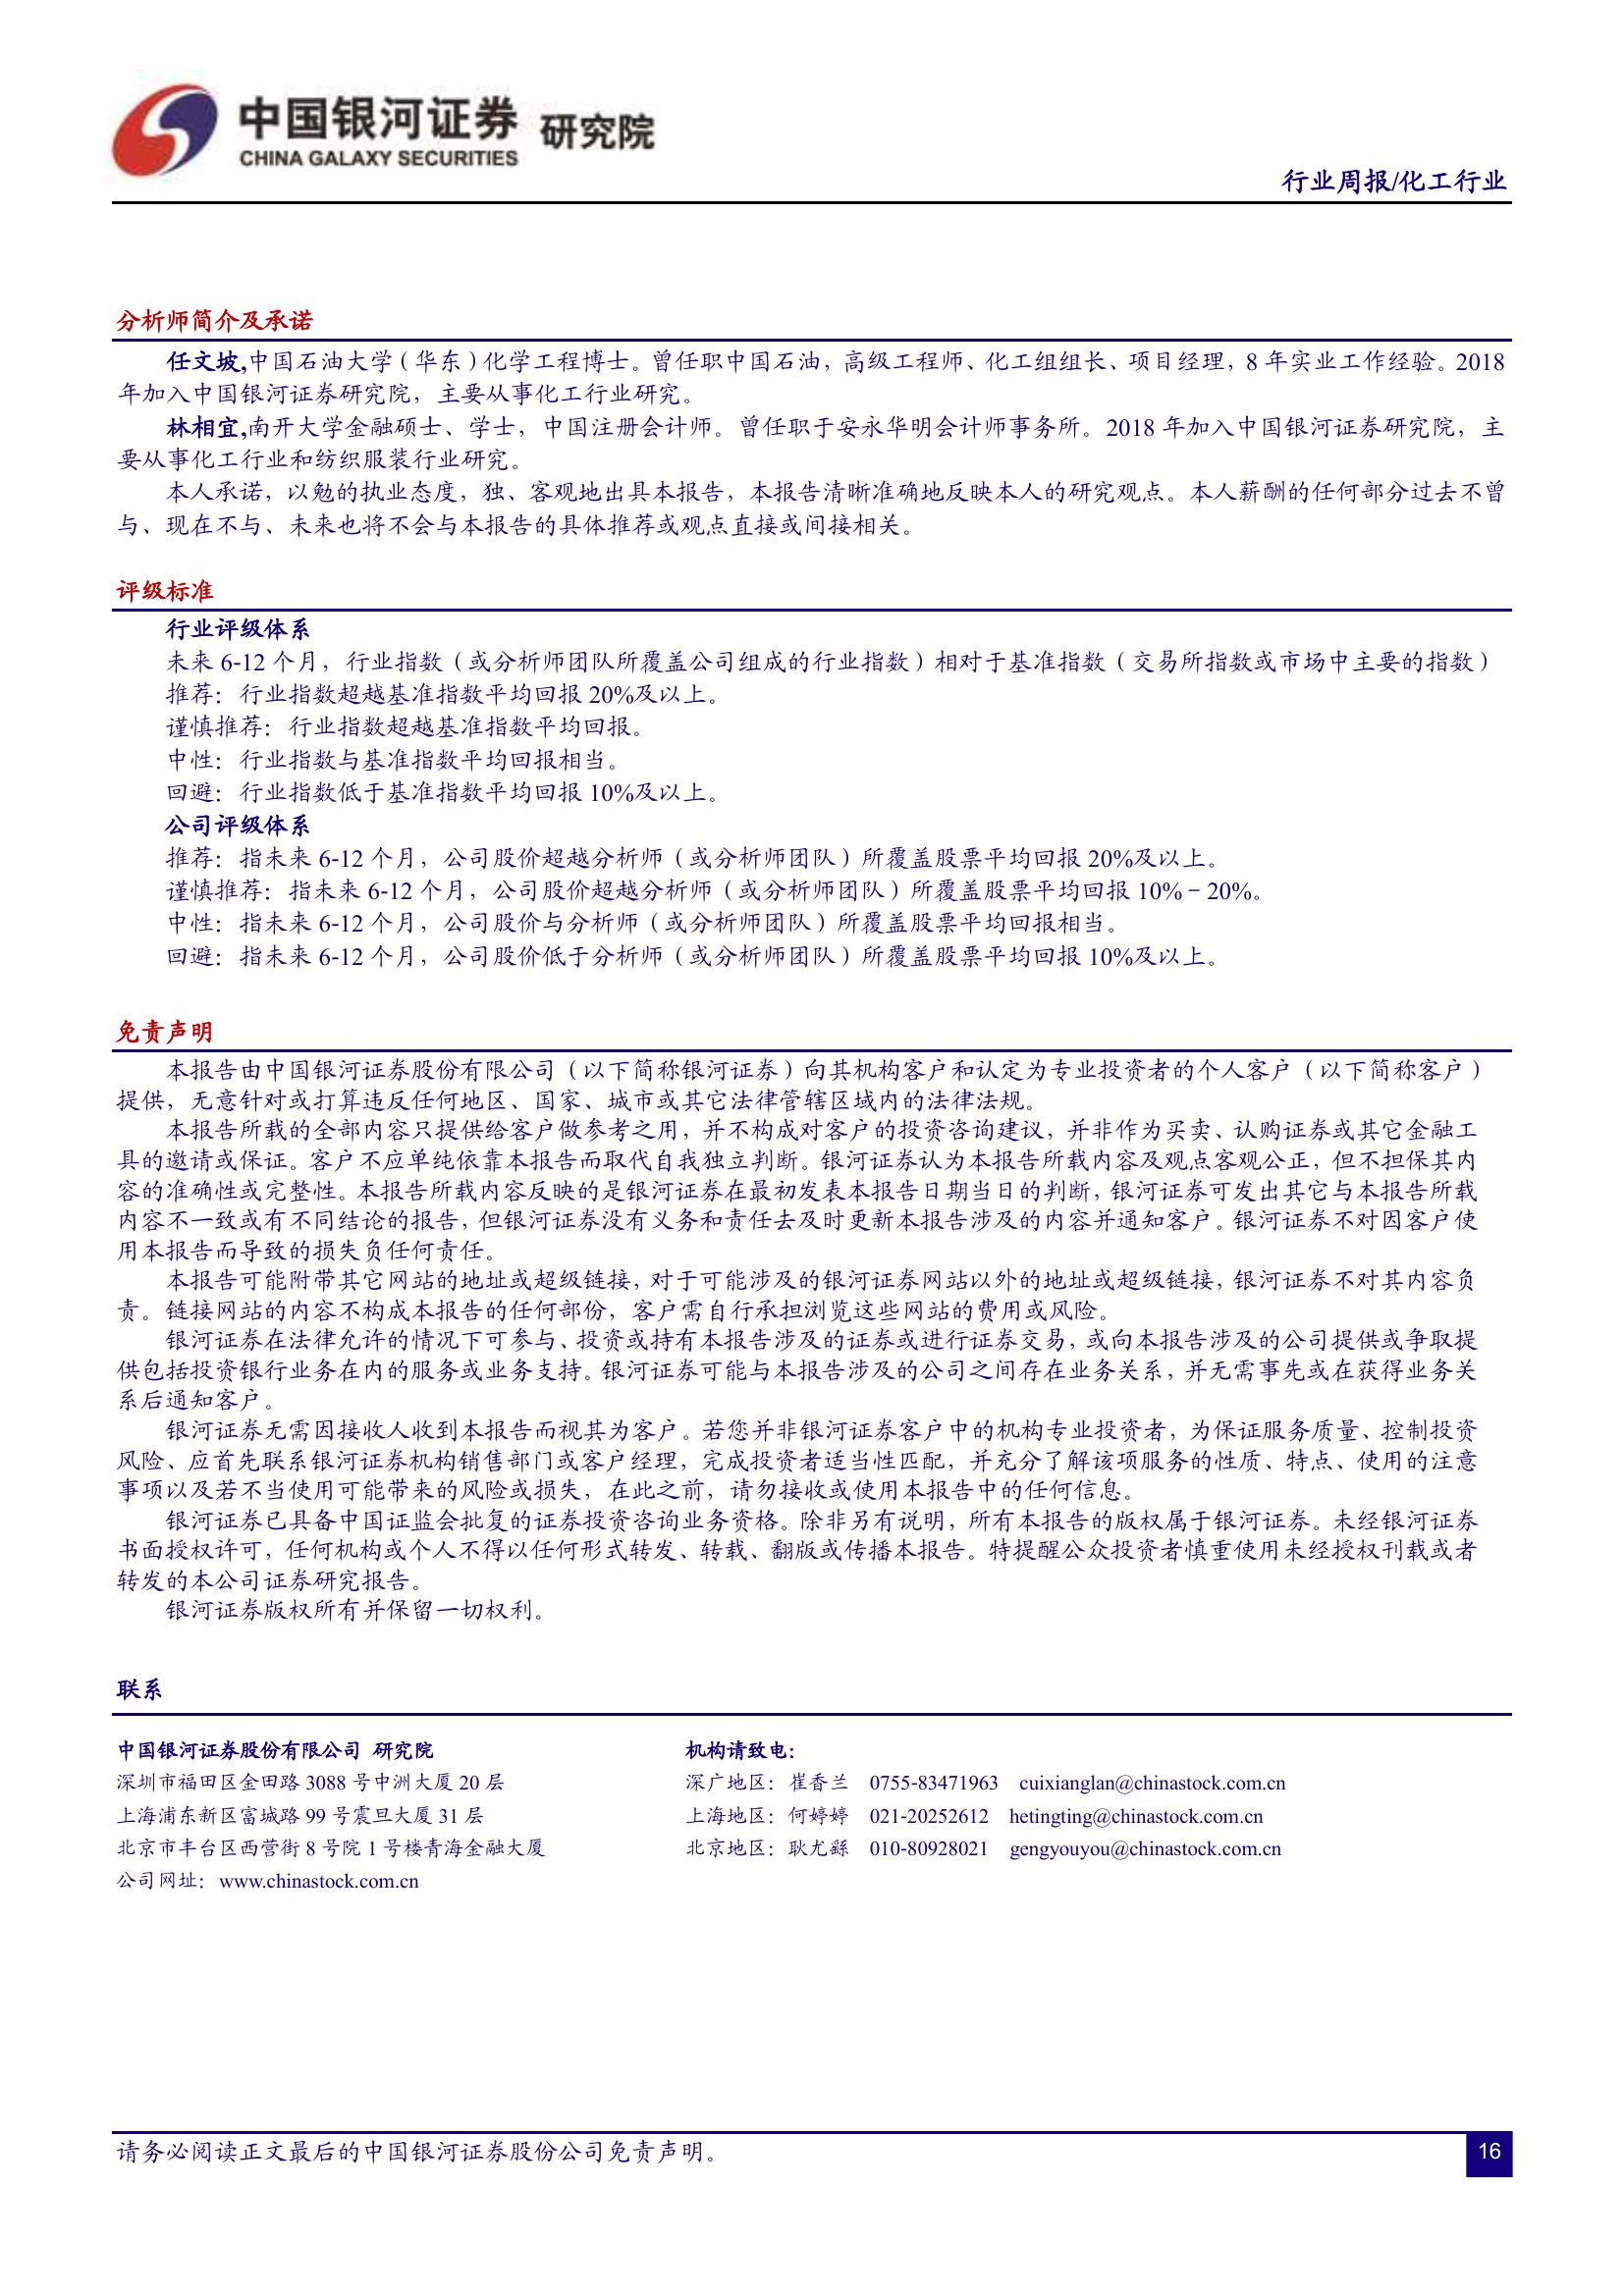 中国银河证券 研究院
CHINA GALAXY SECURITIES
行业周报/化工行业
分析师简介及承诺
任文坡,中国石油大学（华东）化学工程博士。曾任职中国石油，高级工程师、化工组组长、项目经理，8 年实业工作经验。2018
年加入中国银河证券研究院，主要从事化工行业研究。
林相宜,南开大学金融硕士、学士，中国注册会计师。曾任职于安永华明会计师事务所。2018 年加入中国银河证券研究院，主
要从事化工行业和纺织服装行业研究。
本人承诺，以勉的执业态度，独、客观地出具本报告，本报告清晰准确地反映本人的研究观点。本人薪酬的任何部分过去不曾
与、现在不与、未来也将不会与本报告的具体推荐或观点直接或间接相关。
评级标准
行业评级体系
未来 6-12 个月，行业指数（或分析师团队所覆盖公司组成的行业指数）相对于基准指数（交易所指数或市场中主要的指数）
推荐：行业指数超越基准指数平均回报 20%及以上。
谨慎推荐：行业指数超越基准指数平均回报。
中性：行业指数与基准指数平均回报相当。
回避：行业指数低于基准指数平均回报 10%及以上。
公司评级体系
推荐：指未来 6-12 个月，公司股价超越分析师（或分析师团队）所覆盖股票平均回报 20%及以上。
谨慎推荐：指未来 6-12 个月，公司股价超越分析师（或分析师团队）所覆盖股票平均回报 10%－20%。
中性：指未来 6-12 个月，公司股价与分析师（或分析师团队）所覆盖股票平均回报相当。
回避：指未来 6-12 个月，公司股价低于分析师（或分析师团队）所覆盖股票平均回报 10%及以上。
免责声明
本报告由中国银河证券股份有限公司（以下简称银河证券）向其机构客户和认定为专业投资者的个人客户（以下简称客户）
提供，无意针对或打算违反任何地区、国家、城市或其它法律管辖区域内的法律法规。
本报告所载的全部内容只提供给客户做参考之用，并不构成对客户的投资咨询建议，并非作为买卖、认购证券或其它金融工
具的邀请或保证。客户不应单纯依靠本报告而取代自我独立判断。银河证券认为本报告所载内容及观点客观公正，但不担保其内
容的准确性或完整性。本报告所载内容反映的是银河证券在最初发表本报告日期当日的判断，银河证券可发出其它与本报告所载
内容不一致或有不同结论的报告，但银河证券没有义务和责任去及时更新本报告涉及的内容并通知客户。银河证券不对因客户使
用本报告而导致的损失负任何责任。
本报告可能附带其它网站的地址或超级链接，对于可能涉及的银河证券网站以外的地址或超级链接，银河证券不对其内容负
责。链接网站的内容不构成本报告的任何部份，客户需自行承担浏览这些网站的费用或风险。
银河证券在法律允许的情况下可参与、投资或持有本报告涉及的证券或进行证券交易，或向本报告涉及的公司提供或争取提
供包括投资银行业务在内的服务或业务支持。银河证券可能与本报告涉及的公司之间存在业务关系，并无需事先或在获得业务关
系后通知客户。
银河证券无需因接收人收到本报告而视其为客户。若您并非银河证券客户中的机构专业投资者，为保证服务质量、控制投资
风险、应首先联系银河证券机构销售部门或客户经理，完成投资者适当性匹配，并充分了解该项服务的性质、特点、使用的注意
事项以及若不当使用可能带来的风险或损失，在此之前，请勿接收或使用本报告中的任何信息。
银河证券已具备中国证监会批复的证券投资咨询业务资格。除非另有说明，所有本报告的版权属于银河证券。未经银河证券
书面授权许可，任何机构或个人不得以任何形式转发、转载、翻版或传播本报告。特提醒公众投资者慎重使用未经授权刊载或者
转发的本公司证券研究报告。
银河证券版权所有并保留一切权利。
联系
中国银河证券股份有限公司 研究院
深圳市福田区金田路 3088 号中洲大厦 20 层
上海浦东新区富城路 99 号震旦大厦 31 层
北京市丰台区西营街 8 号院 1 号楼青海金融大厦
公司网址：www.chinastock.com.cn
机构请致电：
深广地区：崔香兰 0755-83471963 cuixianglan@chinastock.com.cn
上海地区：何婷婷 021-20252612 hetingting@chinastock.com.cn
北京地区：耿尤繇 010-80928021 gengyouyou@chinastock.com.cn
请务必阅读正文最后的中国银河证券股份公司免责声明。
16